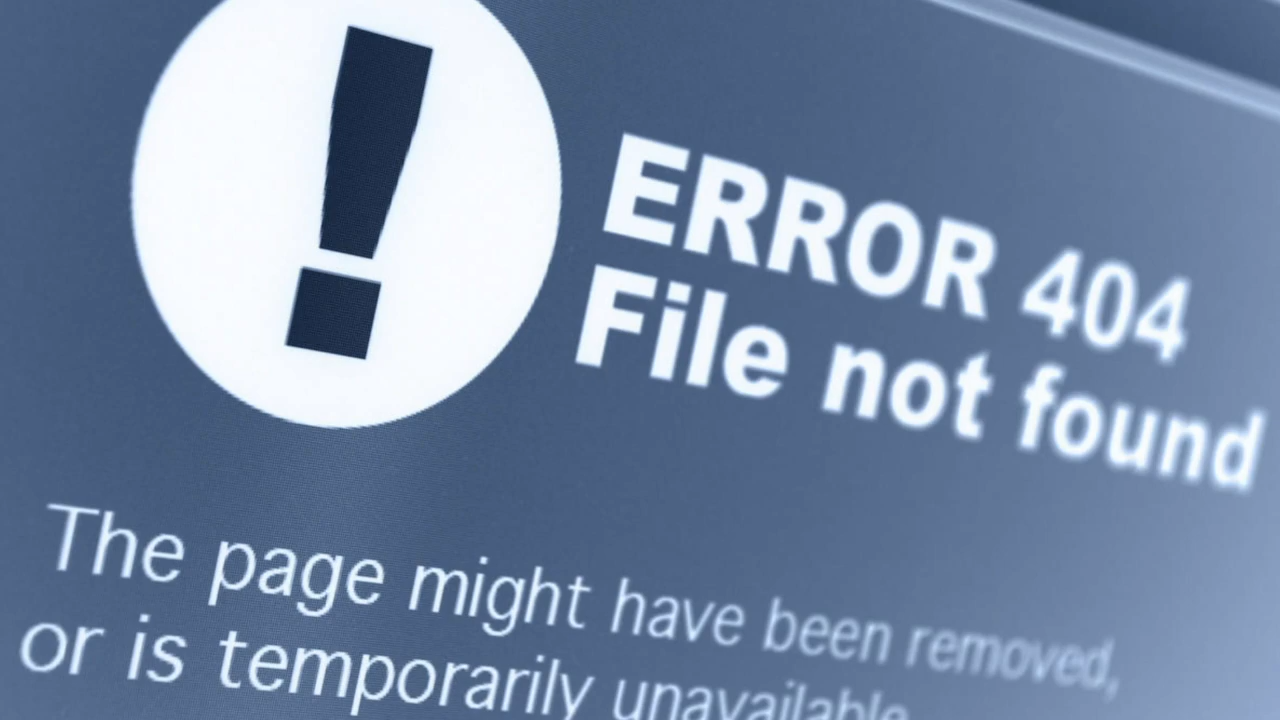 !
ERROR 404
File not found
The page might have been removed,
or is temporarily unavailable